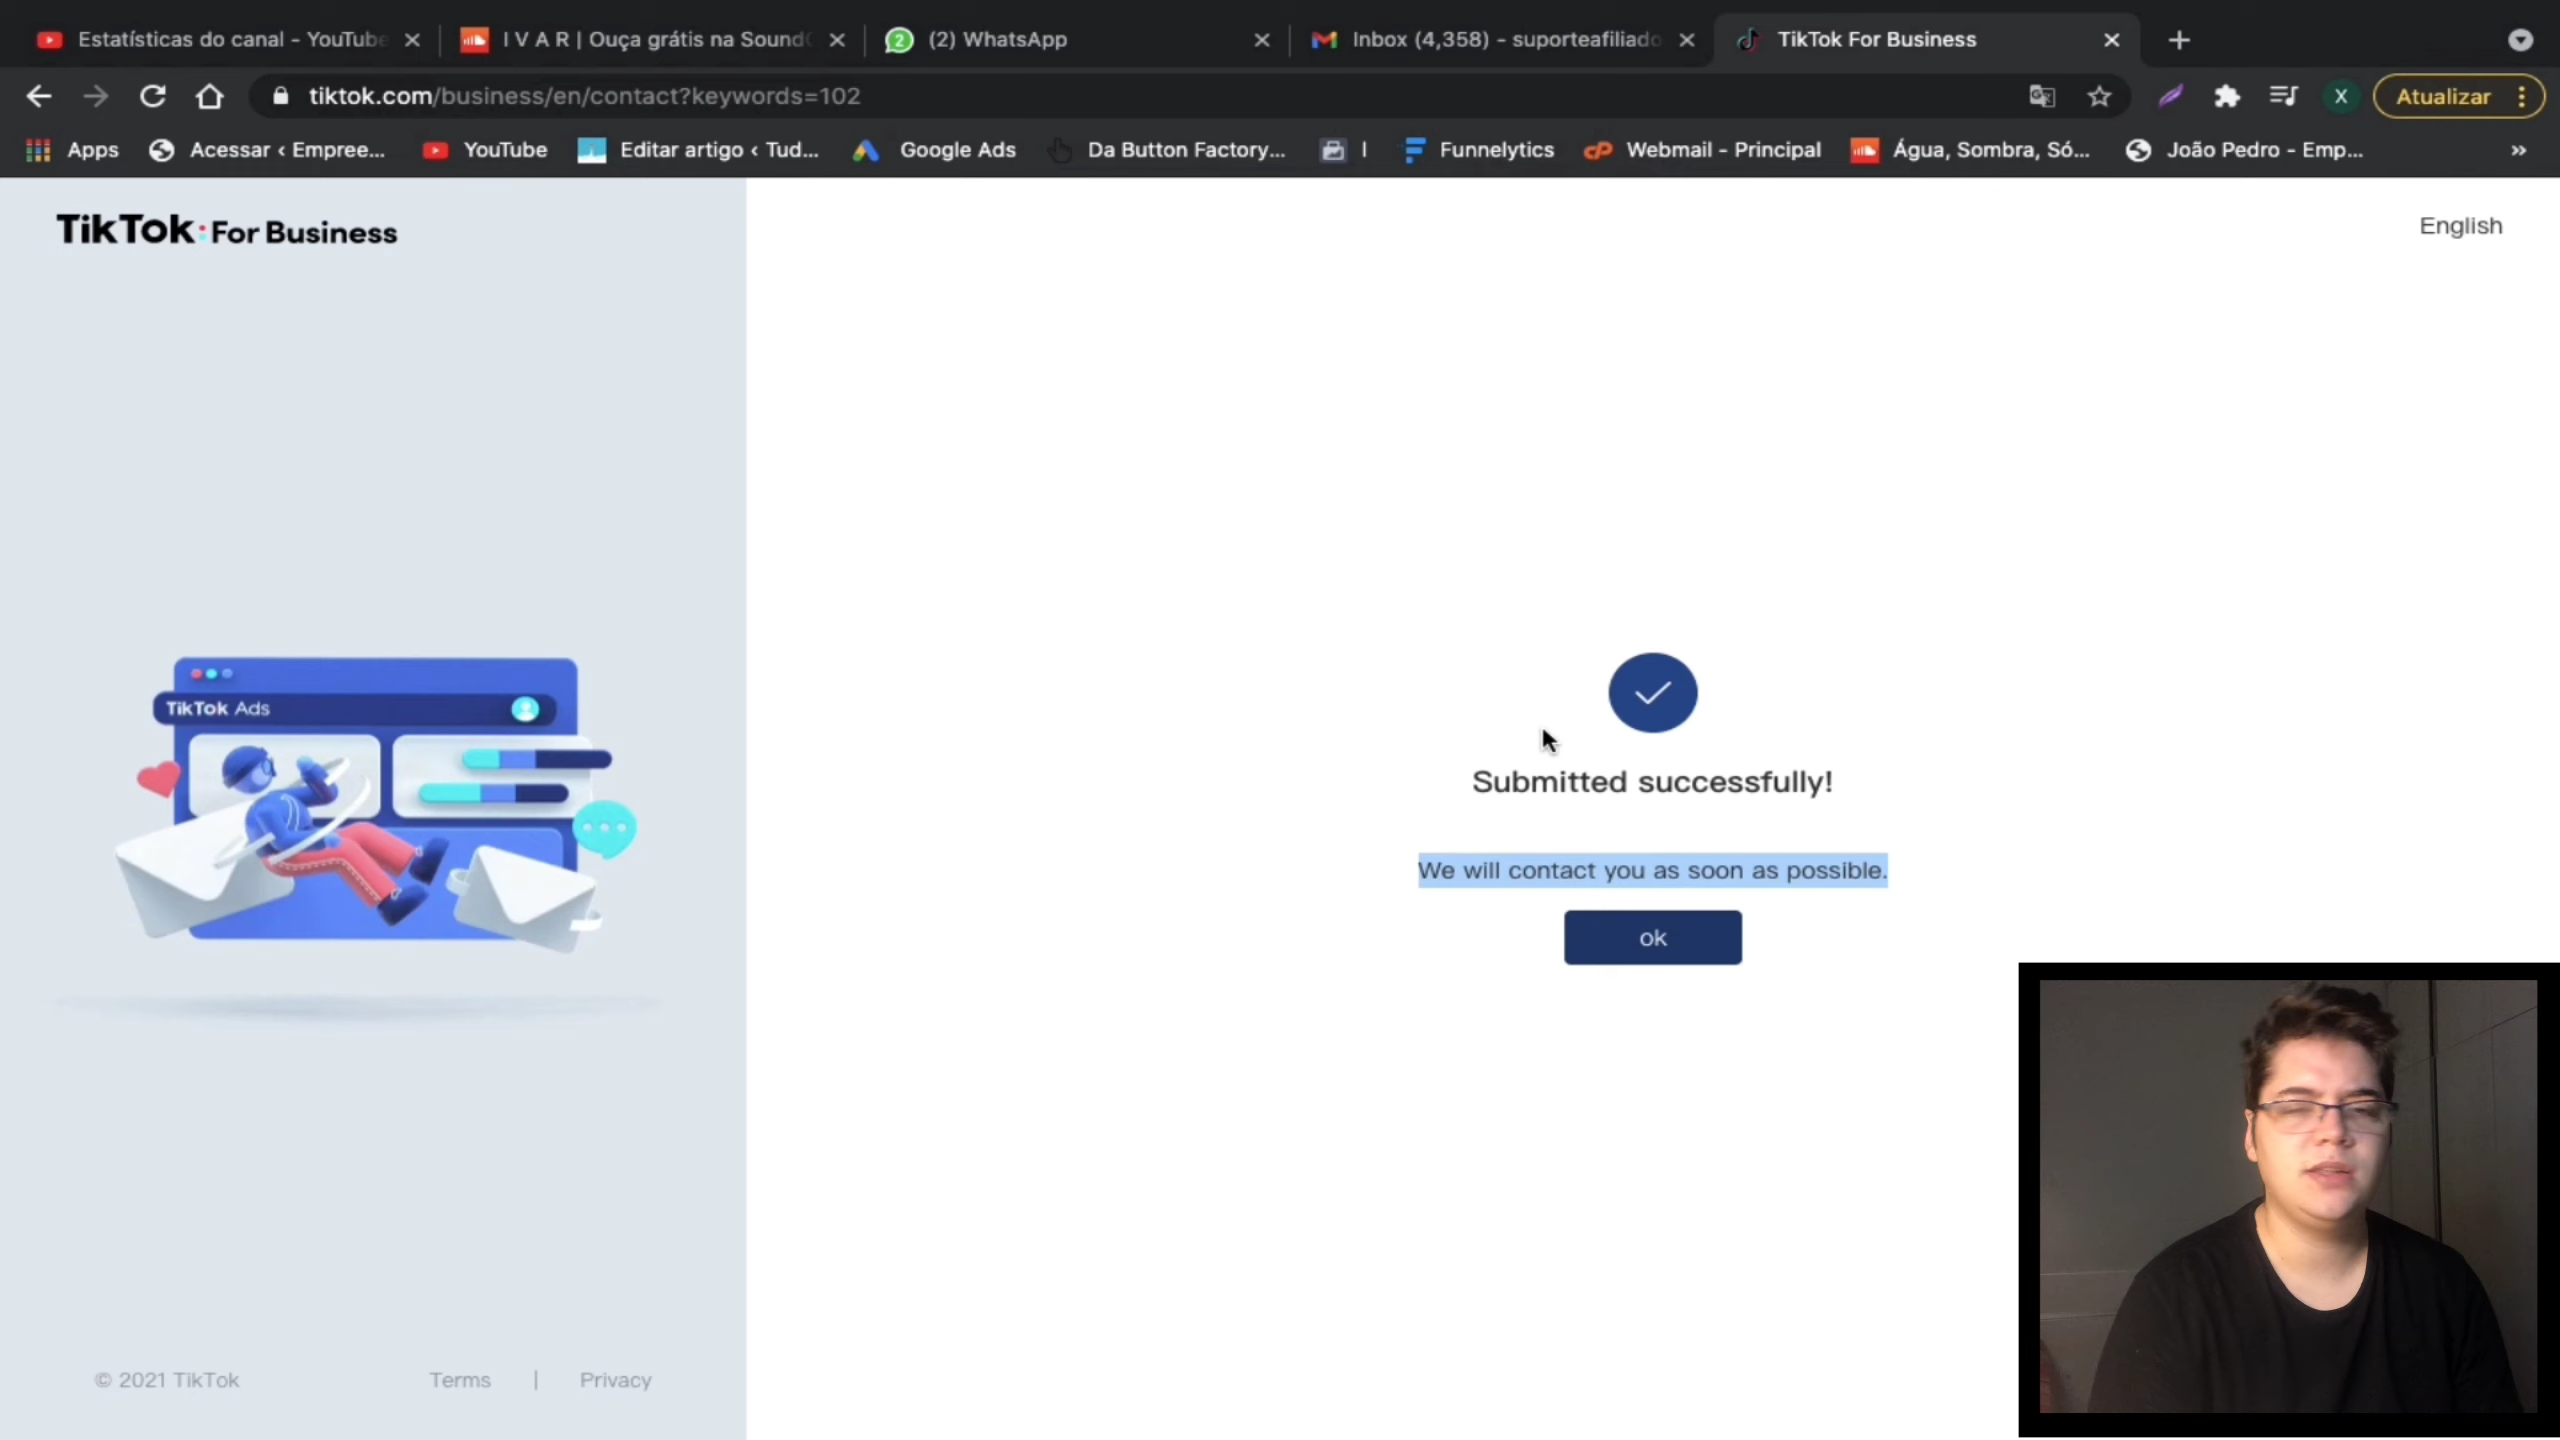 Estatísticas do canal - YouTube
I V A R | Ouça grátis na Sound
(2) WhatsApp
Inbox (4,358) - suporteafiliado
TikTok For Business
tiktok.com/business/en/contact?keywords=102
X
Atualizar
Apps
Acessar ‹ Empree...
YouTube
Editar artigo ‹ Tud...
Google Ads
Da Button Factory...
I
Funnelytics
Webmail - Principal
Água, Sombra, Só...
João Pedro - Emp...
»
TikTok: For Business
English
TikTok Ads
Submitted successfully!
We will contact you as soon as possible.
ok
© 2021 TikTok
Terms | Privacy